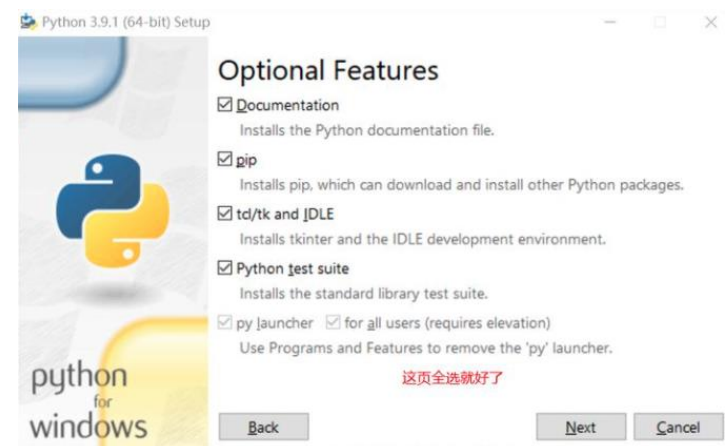 Python 3.9.1 (64-bit) Setup
Optional Features
Documentation
Installs the Python documentation file.
pip
Installs pip, which can download and install other Python packages.
tcl/tk and IDLE
Installs tkinter and the IDLE development environment.
Python test suite
Installs the standard library test suite.
py launcher for all users (requires elevation)
Use Programs and Features to remove the 'py' launcher.
这页全选就好了
python
for
windows
Back Next Cancel